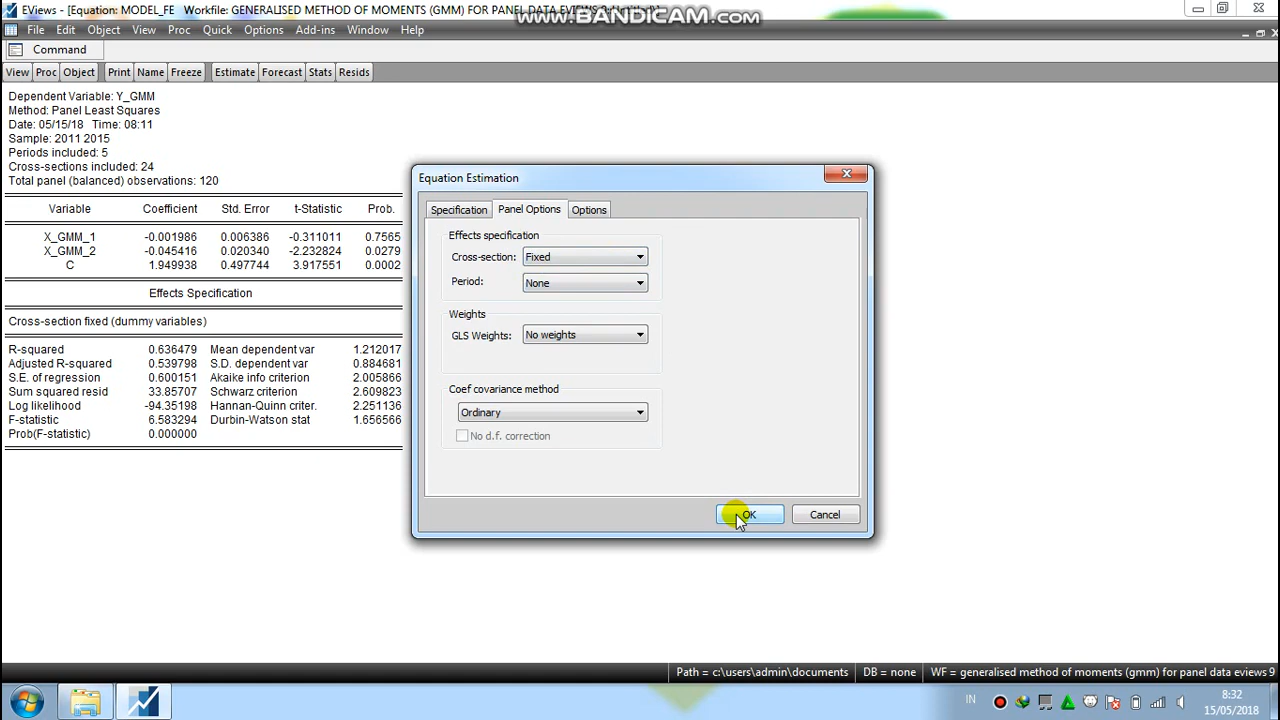 EViews - [Equation: MODEL_FE Workfile: GENERALISED METHOD OF MOMENTS (GMM) FOR PANEL DATA EVIEWS
www.BANDICAM.com
File Edit Object View Proc Quick Options Add-ins Window Help
Command
View Proc Object Print Name Freeze Estimate Forecast Stats Resids
Dependent Variable: Y_GMM
Method: Panel Least Squares
Date: 05/15/18 Time: 08:11
Sample: 2011 2015
Periods included: 5
Cross-sections included: 24
Total panel (balanced) observations: 120
Variable Coefficient Std. Error t-Statistic Prob.
X_GMM_1 -0.001986 0.006386 -0.311011 0.7565
X_GMM_2 -0.045416 0.020340 -2.232824 0.0279
C 1.949938 0.497744 3.917551 0.0002
Effects Specification
Cross-section fixed (dummy variables)
R-squared 0.636479 Mean dependent var 1.212017
Adjusted R-squared 0.539798 S.D. dependent var 0.884681
S.E. of regression 0.600151 Akaike info criterion 2.005866
Sum squared resid 33.85707 Schwarz criterion 2.609823
Log likelihood -94.35198 Hannan-Quinn criter. 2.251136
F-statistic 6.583294 Durbin-Watson stat 1.656566
Prob(F-statistic) 0.000000
Equation Estimation
Specification Panel Options Options
Effects specification
Cross-section: Fixed
Period: None
Weights
GLS Weights: No weights
Coef covariance method
Ordinary
No d.f. correction
OK Cancel
Path = c:\users\admin\documents DB = none WF = generalised method of moments (gmm) for panel data eviews 9
IN 8:32
15/05/2018